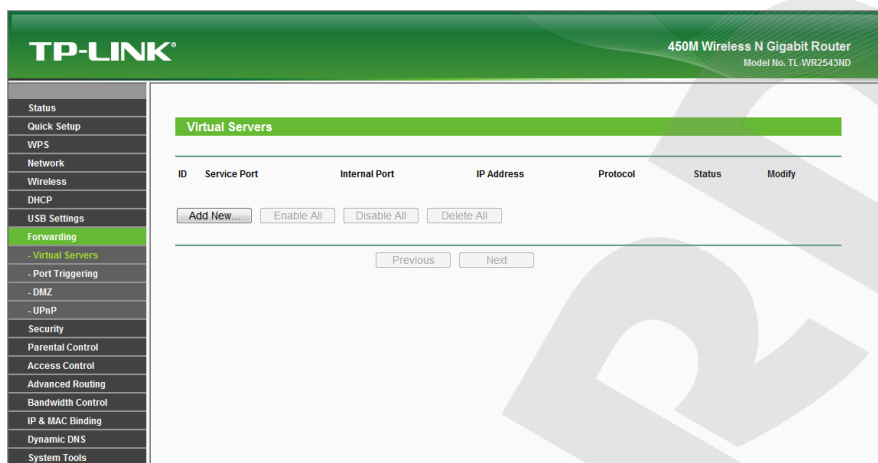 TP-LINK®
450M Wireless N Gigabit Router
Model No. TL-WR2543ND
Status
Quick Setup
WPS
Network
Wireless
DHCP
USB Settings
Forwarding
- Virtual Servers
- Port Triggering
- DMZ
- UPnP
Security
Parental Control
Access Control
Advanced Routing
Bandwidth Control
IP & MAC Binding
Dynamic DNS
System Tools
Virtual Servers
ID Service Port Internal Port IP Address Protocol Status Modify
Add New... Enable All Disable All Delete All
Previous Next